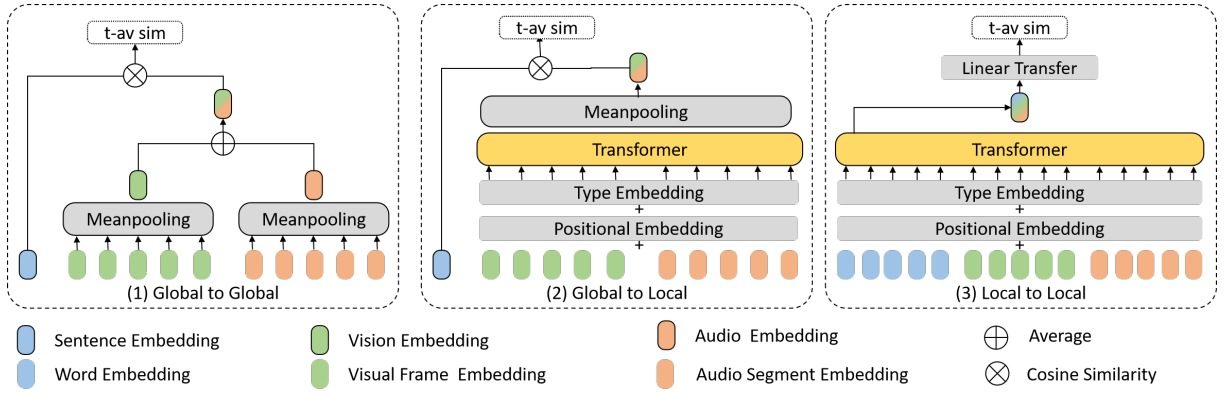 t-av sim
Meanpooling
Meanpooling
(1) Global to Global
t-av sim
Meanpooling
Transformer
Type Embedding
+
Positional Embedding
+
(2) Global to Local
t-av sim
Linear Transfer
Transformer
Type Embedding
+
Positional Embedding
+
(3) Local to Local
Sentence Embedding
Vision Embedding
Audio Embedding
Average
Word Embedding
Visual Frame Embedding
Audio Segment Embedding
Cosine Similarity